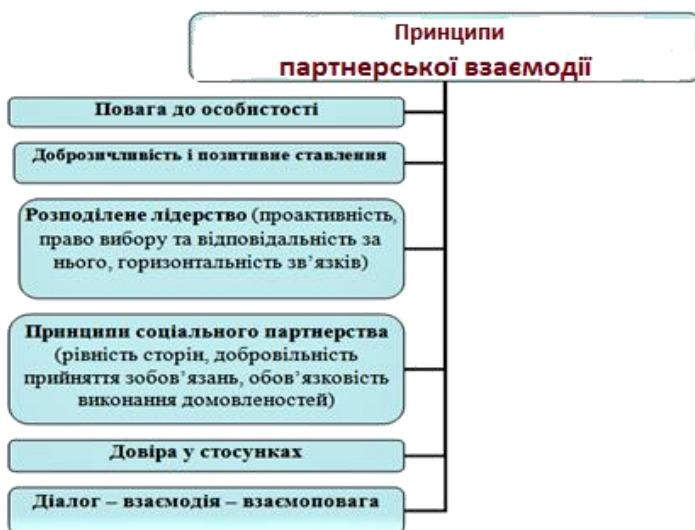 Принципи
партнерської взаємодії
Повага до особистості
Доброзичливість і позитивне ставлення
Розподілене лідерство (проактивність,
право вибору та відповідальність за
нього, горизонтальність зв’язків)
Принципи соціального партнерства
(рівність сторін, добровільність
прийняття зобов’язань, обов’язковість
виконання домовленостей)
Довіра у стосунках
Діалог – взаємодія – взаємоповага